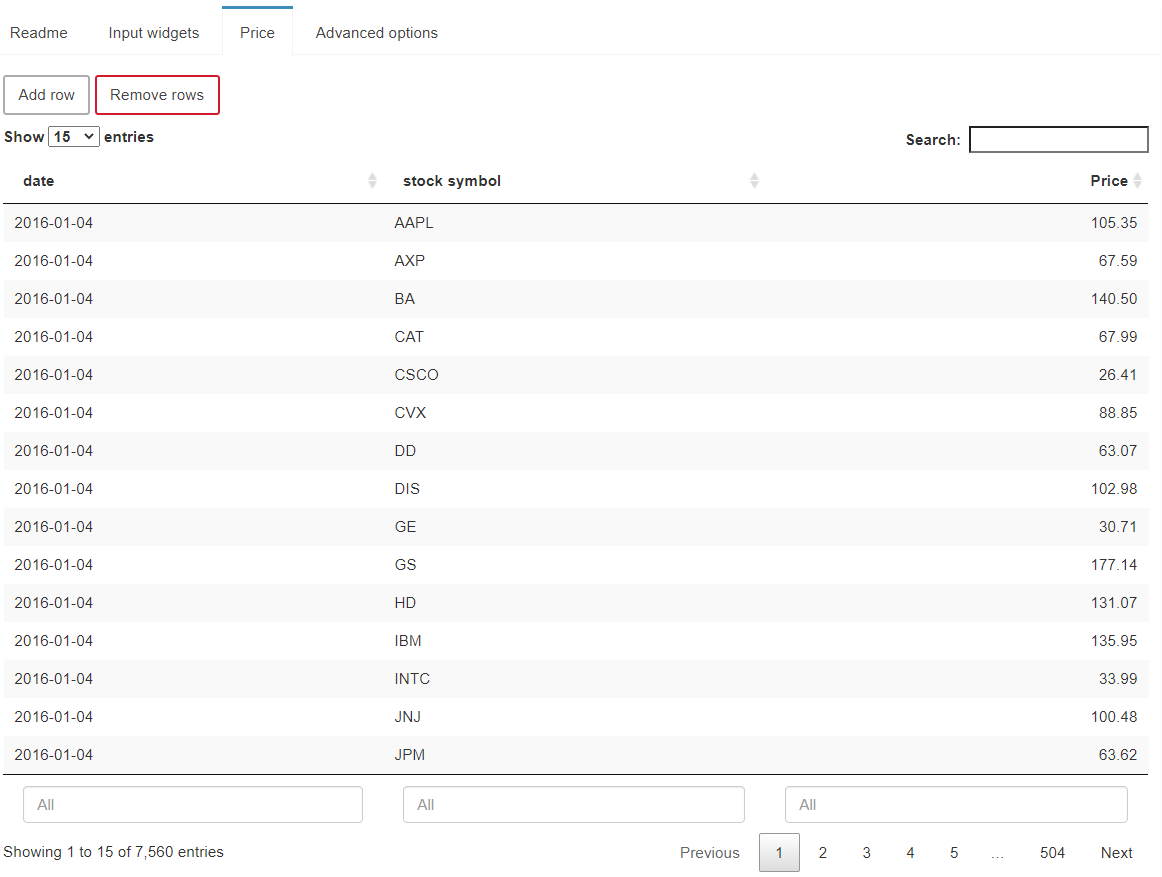 Readme Input widgets Price Advanced options
Add row Remove rows
Show 15 entries Search:
date stock symbol Price
2016-01-04 AAPL 105.35
2016-01-04 AXP 67.59
2016-01-04 BA 140.50
2016-01-04 CAT 67.99
2016-01-04 CSCO 26.41
2016-01-04 CVX 88.85
2016-01-04 DD 63.07
2016-01-04 DIS 102.98
2016-01-04 GE 30.71
2016-01-04 GS 177.14
2016-01-04 HD 131.07
2016-01-04 IBM 135.95
2016-01-04 INTC 33.99
2016-01-04 JNJ 100.48
2016-01-04 JPM 63.62
All All All
Showing 1 to 15 of 7,560 entries Previous 1 2 3 4 5 … 504 Next